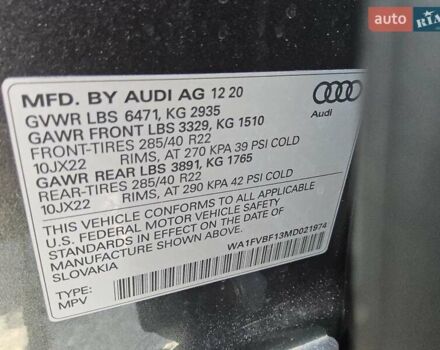 auto RIA
MFD. BY AUDI AG 12 20
GVWR LBS 6471, KG 2935
GAWR FRONT LBS 3329, KG 1510
FRONT-TIRES 285/40 R22
10JX22 RIMS, AT 270 KPA 39 PSI COLD
GAWR REAR LBS 3891, KG 1765
REAR-TIRES 285/40 R22
10JX22 RIMS, AT 290 KPA 42 PSI COLD
THIS VEHICLE CONFORMS TO ALL APPLICABLE
U.S. FEDERAL MOTOR VEHICLE SAFETY
STANDARDS IN EFFECT ON THE DATE OF
MANUFACTURE SHOWN ABOVE.
SLOVAKIA
WA1FVBF13MD021974
TYPE:
MPV
Audi